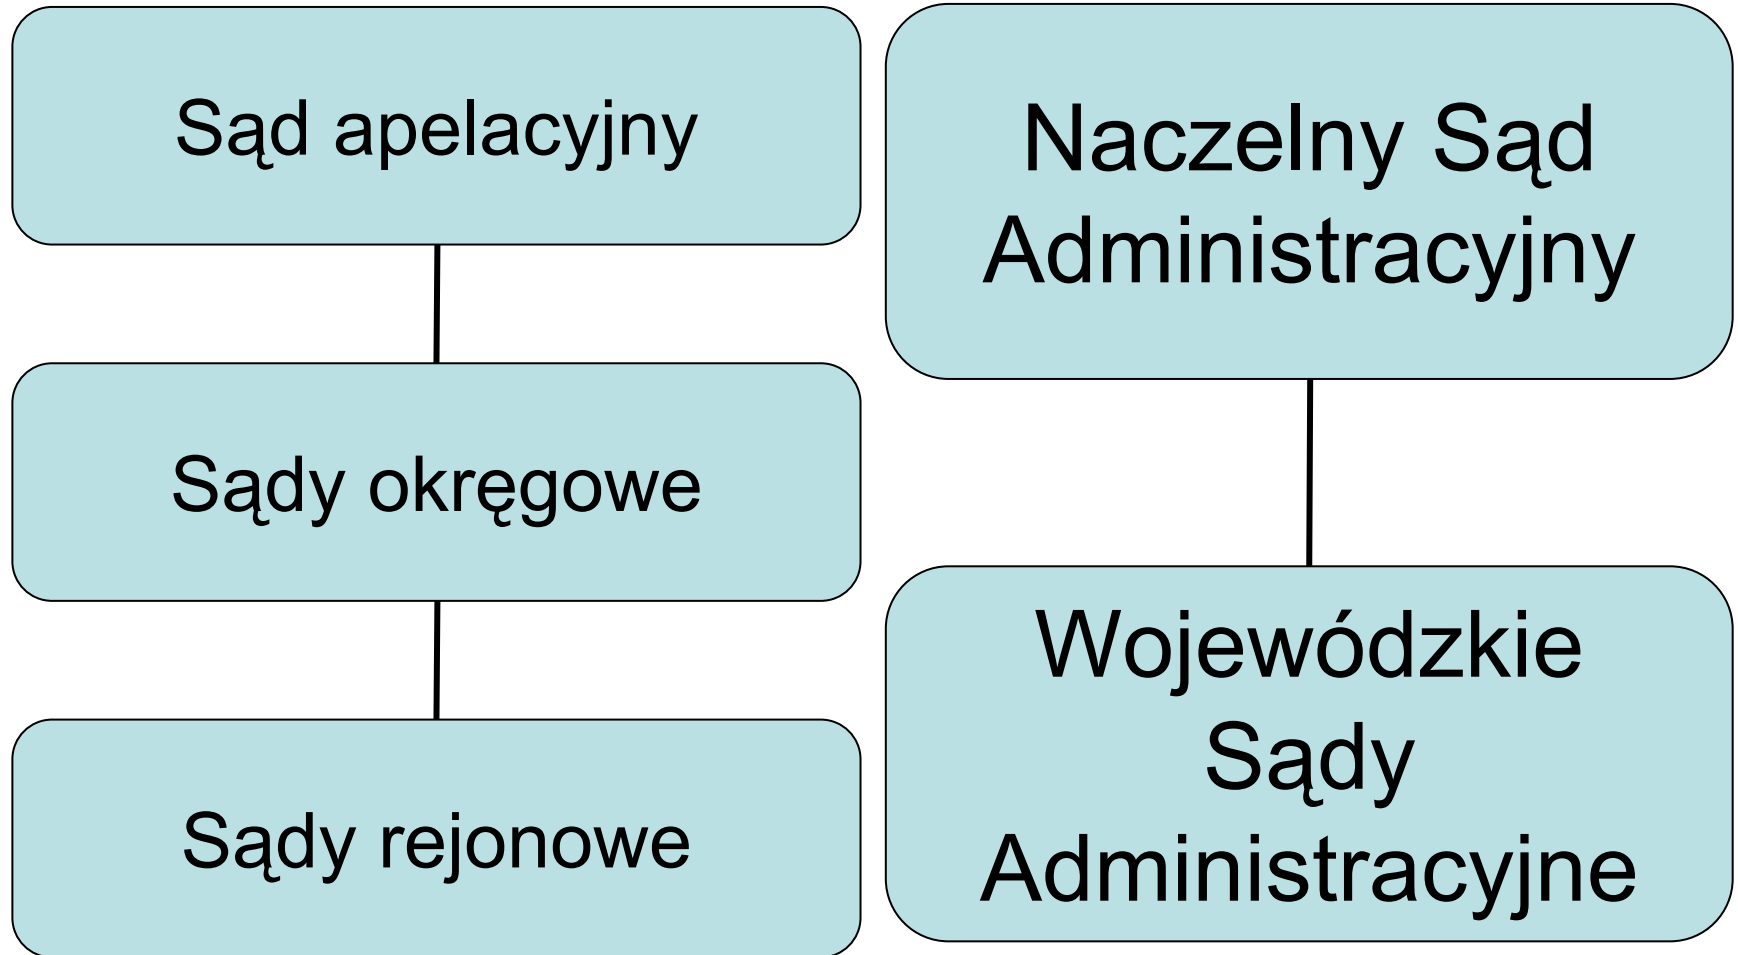 Sąd apelacyjny
Sądy okręgowe
Sądy rejonowe
Naczelny Sąd
Administracyjny
Wojewódzkie
Sądy
Administracyjne